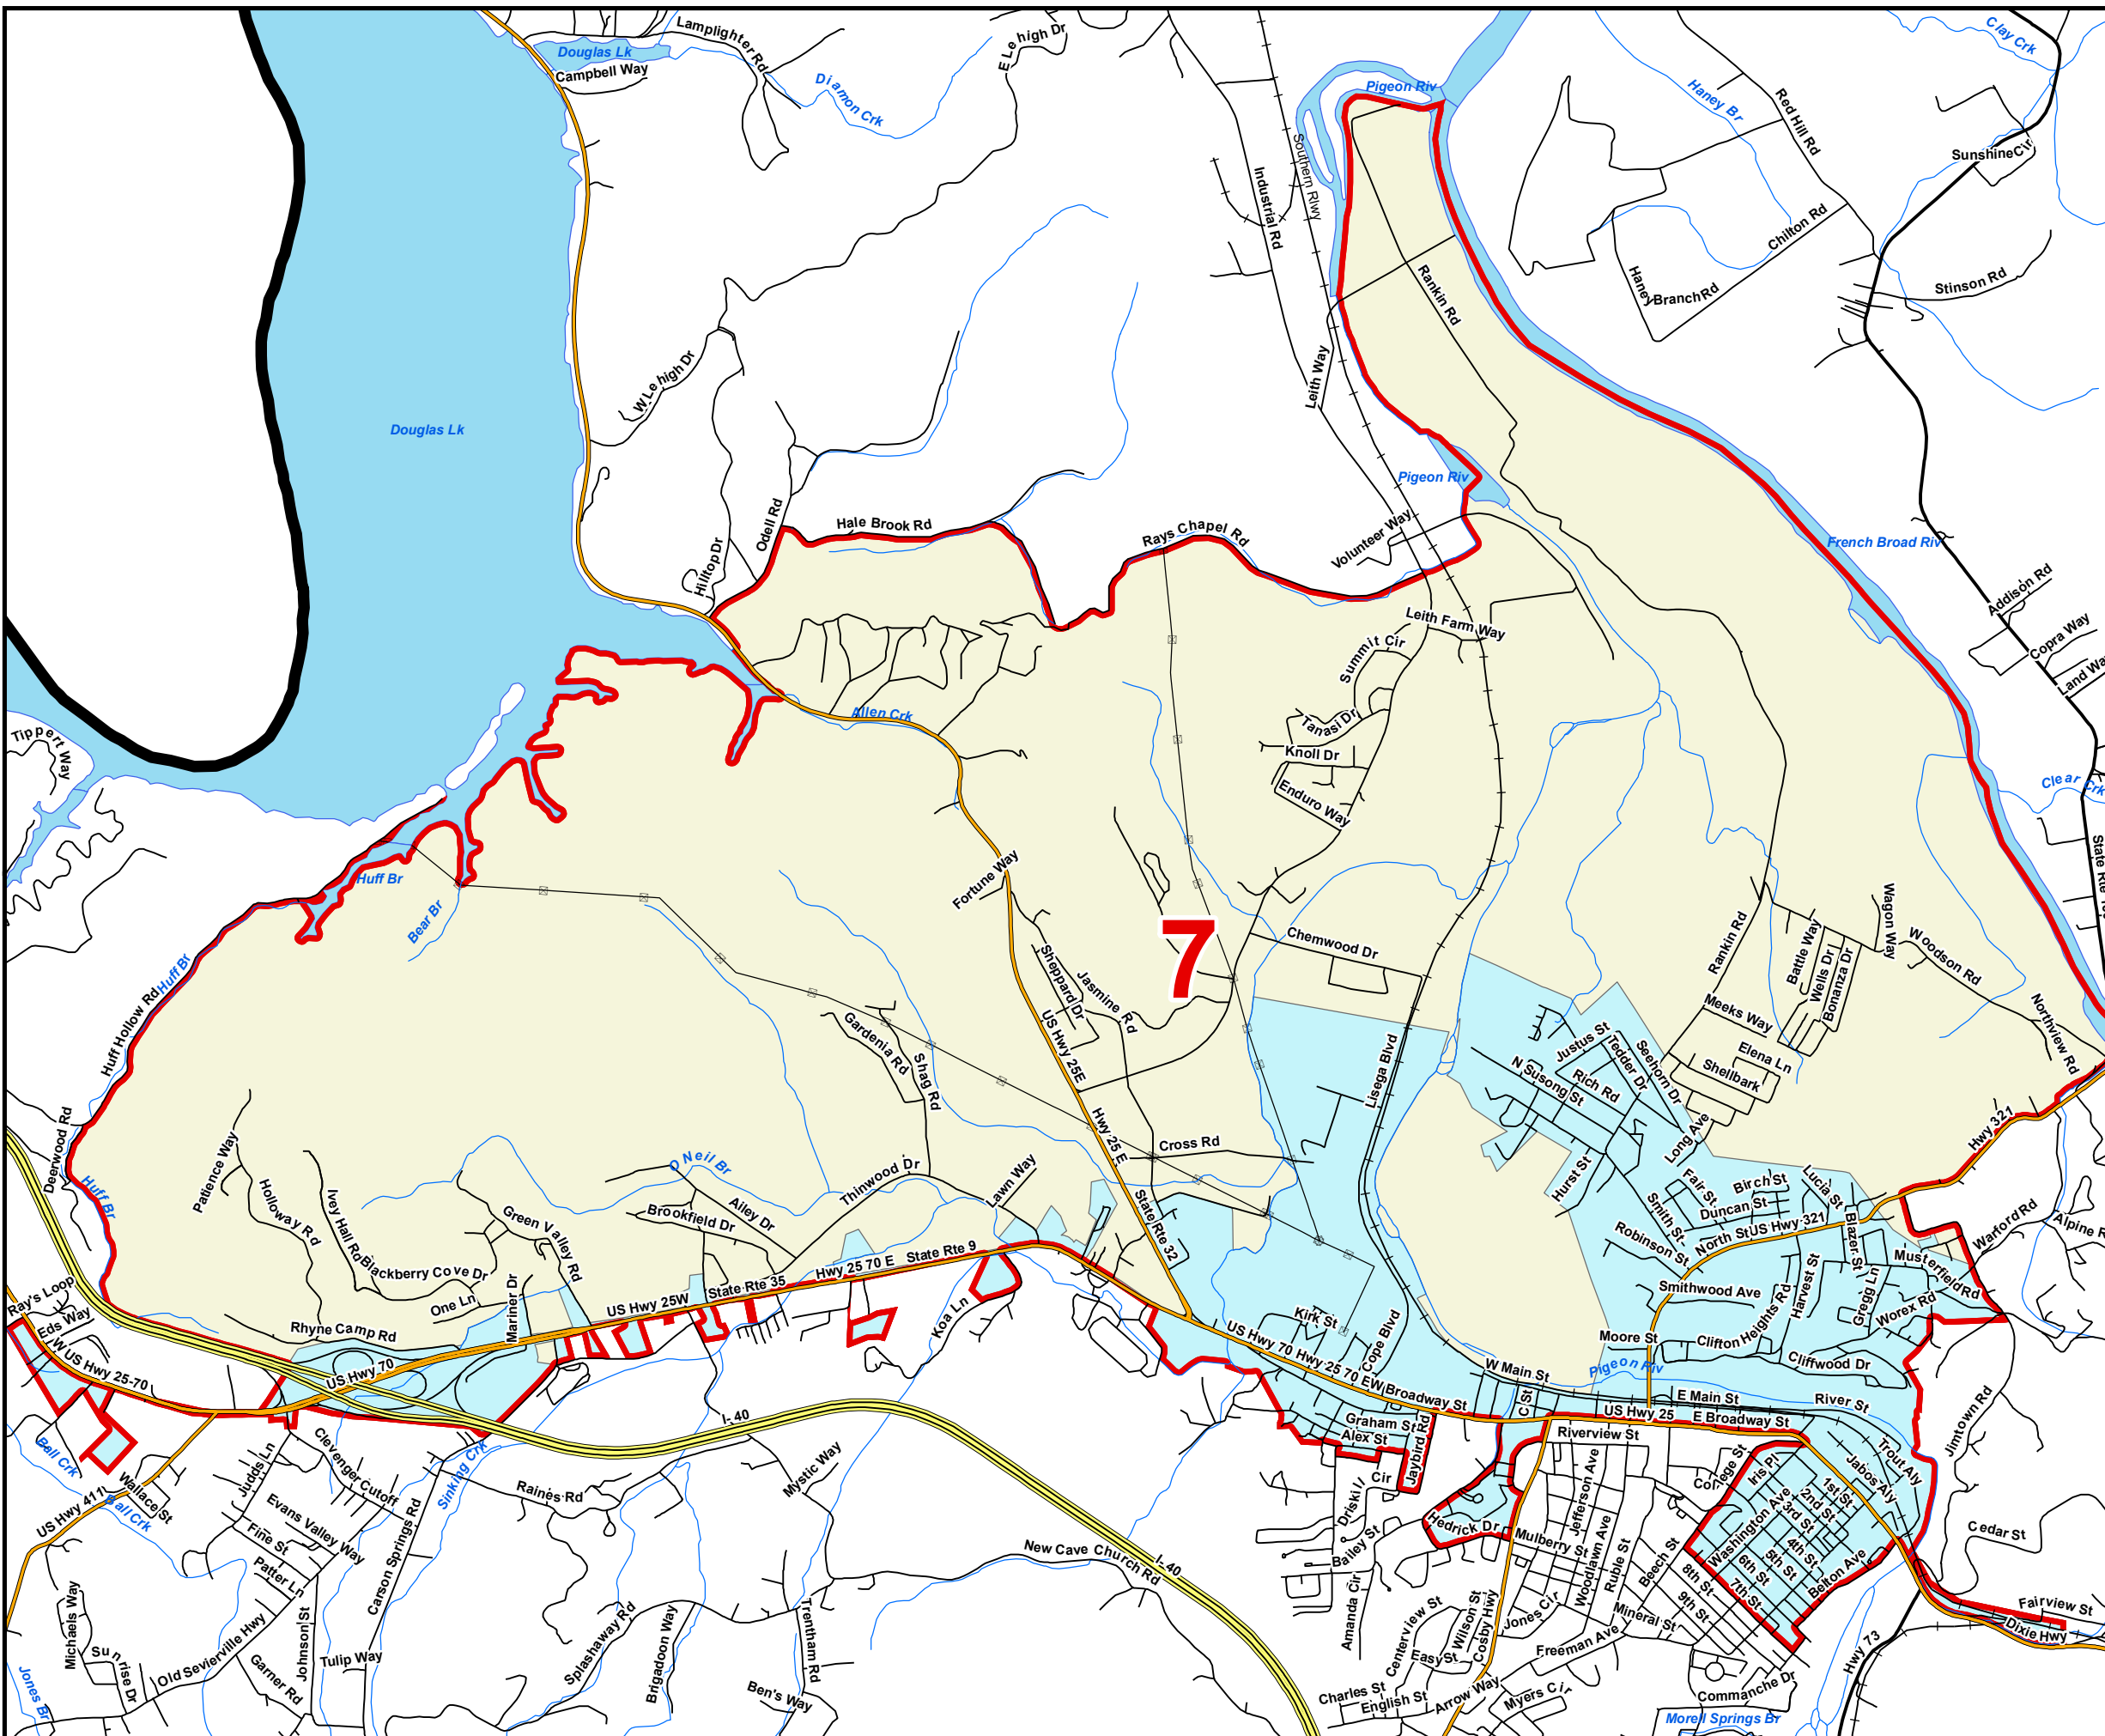 Douglas Lk
Campbell Way
Lamplighter Rd
Diamon Crk
E Lehigh Dr
Pigeon Riv
Haney Br
Clay Crk
Red Hill Rd
Sunshine Cir
Industrial Rd
Southern Rlwy
Chilton Rd
Haney Branch Rd
Stinson Rd
Rankin Rd
Leith Way
W Lehigh Dr
Douglas Lk
Pigeon Riv
Odell Rd
Hale Brook Rd
Rays Chapel Rd
Volunteer Way
French Broad Riv
Hilltop Dr
Addison Rd
Copra Way
Leith Farm Way
Summit Cir
Allen Crk
Tanasi Dr
Knoll Dr
Enduro Way
Tippert Way
Clear Crk
Huff Br
Bear Br
Fortune Way
7
Chemwood Dr
Sheppard Dr
Jasmine Rd
Rankin Rd
Battle Way
Wells Dr
Bonanza Dr
Wagon Way
Woodson Rd
Northview Rd
Huff Hollow Rd
Huff Br
Gardenia Rd
Shag Rd
US Hwy 25E
Lisega Blvd
Meeks Way
Elena Ln
Shellbark
Justus St
Tedder Dr
Seehorn Dr
N Susong St
Rich Rd
Long Ave
Hwy 321
Deerwood Rd
Huff Br
Patience Way
Holloway Rd
Ivey Hall Rd
O Neil Br
Thinwood Dr
Lawn Way
Hwy 25 E
Cross Rd
State Rte 32
Hurst St
Fair St
Birch St
Lucia St
Duncan St
Smith St
Robinson St
North St
US Hwy 321
Blazer St
Warford Rd
Green Valley Rd
Brookfield Dr
Ailey Dr
Blackberry Cove Dr
One Ln
Mariner Dr
US Hwy 25W
State Rte 35
Hwy 25 70 E
State Rte 9
Koa Ln
Musterfield Rd
Smithwood Ave
Harvest St
Gregg Ln
Worex Rd
Ray's Loop
Eds Way
W US Hwy 25-70
Rhyne Camp Rd
US Hwy 70
Kirk St
Cope Blvd
US Hwy 70
Hwy 25 70 E
W Broadway St
Moore St
Clifton Heights Rd
Cliffwood Dr
Pigeon Riv
W Main St
E Main St
River St
C St
US Hwy 25
E Broadway St
Graham St
Alex St
Jaybird Rd
Riverview St
I- 40
Jimtown Rd
Bell Crk
Wallace St
US Hwy 411
Ball Crk
Judds Ln
Clevenger Cutoff
Sinking Crk
Raines Rd
Mystic Way
Evans Valley Way
Fine St
Patter Ln
Carson Springs Rd
New Cave Church Rd
I- 40
Cir
Driskill
Bailey St
Hedrick Dr
Mulberry St
Jefferson Ave
Woodlawn Ave
Ruble St
Beech St
College St
Iris Pl
Washington Ave
1st St
2nd St
3rd St
4th St
5th St
6th St
7th St
8th St
9th St
Belton Ave
Jabos Aly
Trout Aly
Cedar St
Fairview St
Dixie Hwy
Michaels Way
Sunrise Dr
Old Sevierville Hwy
Johnson St
Garner Rd
Tulip Way
Jones Br
Splashaway Rd
Brigadoon Way
Trentham Rd
Ben's Way
Amanda Cir
Centerview St
Wilson St
Easy St
Cosby Hwy
Jones Cir
Freeman Ave
Mineral St
Charles St
English St
Arrow Way
Myers Cir
Commanche Dr
Morell Springs Br
Hwy 73